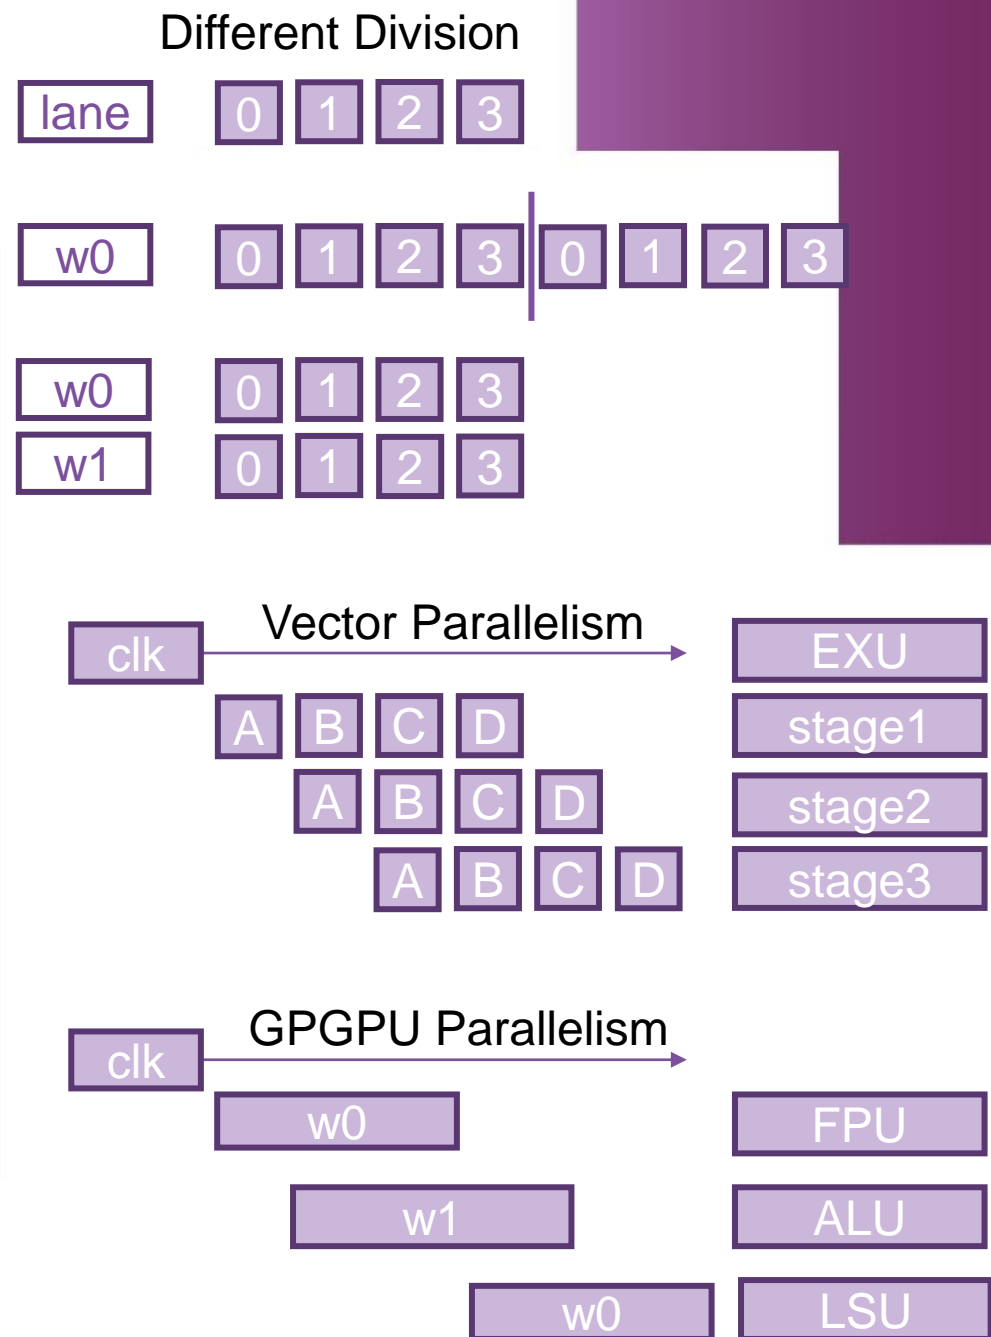 Different Division
lane 0 1 2 3
w0 0 1 2 3 0 1 2 3
w0 0 1 2 3
w1 0 1 2 3
Vector Parallelism
clk EXU
A B C D stage1
A B C D stage2
A B C D stage3
GPGPU Parallelism
clk
w0 FPU
w1 ALU
w0 LSU